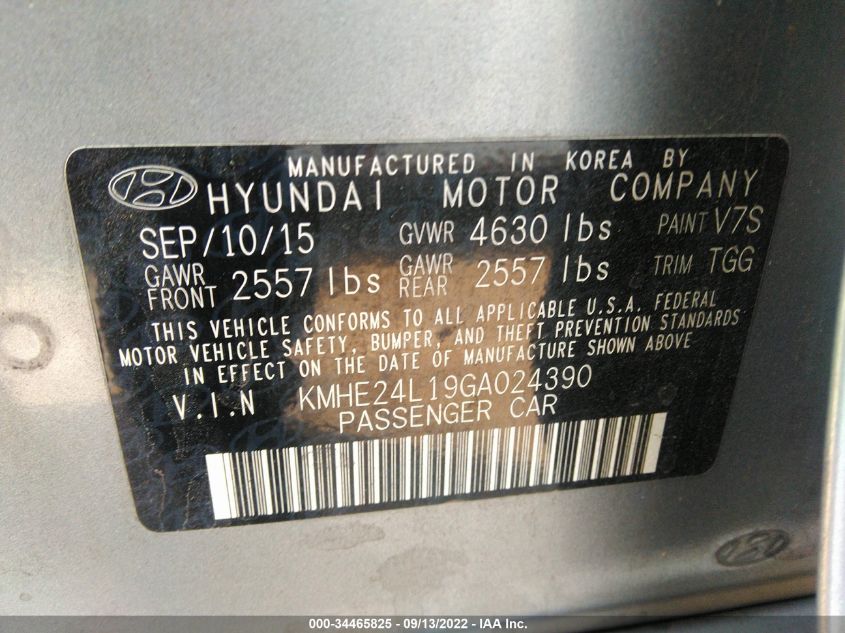 MANUFACTURED IN KOREA BY
HYUNDAI MOTOR COMPANY
SEP/10/15 GVWR 4630 lbs PAINT V7S
GAWR FRONT 2557 lbs GAWR REAR 2557 lbs TRIM TGG
THIS VEHICLE CONFORMS TO ALL APPLICABLE U.S.A. FEDERAL
MOTOR VEHICLE SAFETY, BUMPER, AND THEFT PREVENTION STANDARDS
IN EFFECT ON THE DATE OF MANUFACTURE SHOWN ABOVE
V.I.N KMHE24L19GA024390
PASSENGER CAR
000-34465825 - 09/13/2022 - IAA Inc.